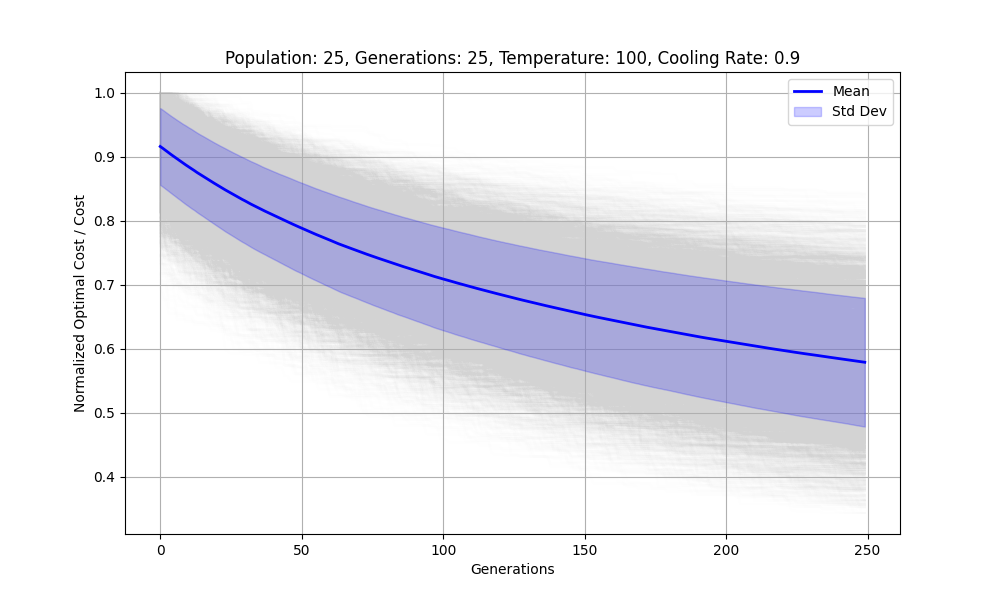 Population: 25, Generations: 25, Temperature: 100, Cooling Rate: 0.9
Mean
Std Dev
Normalized Optimal Cost / Cost
1.0
0.9
0.8
0.7
0.6
0.5
0.4
0 50 100 150 200 250
Generations